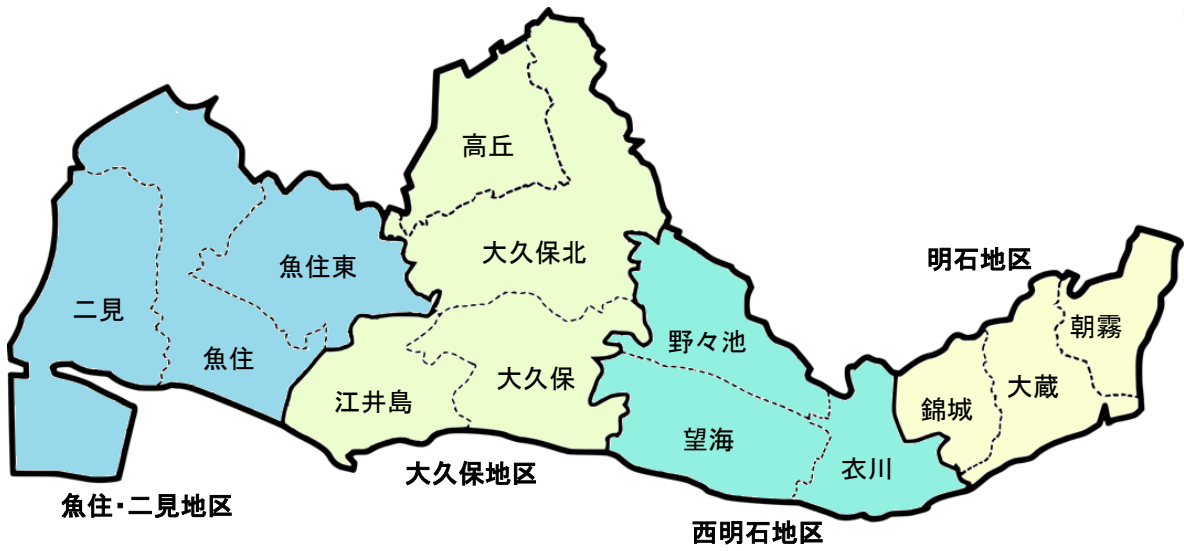 高丘
大久保北
魚住東
二見
魚住
江井島
大久保
野々池
望海
衣川
錦城
大蔵
朝霧
明石地区
大久保地区
魚住・二見地区
西明石地区